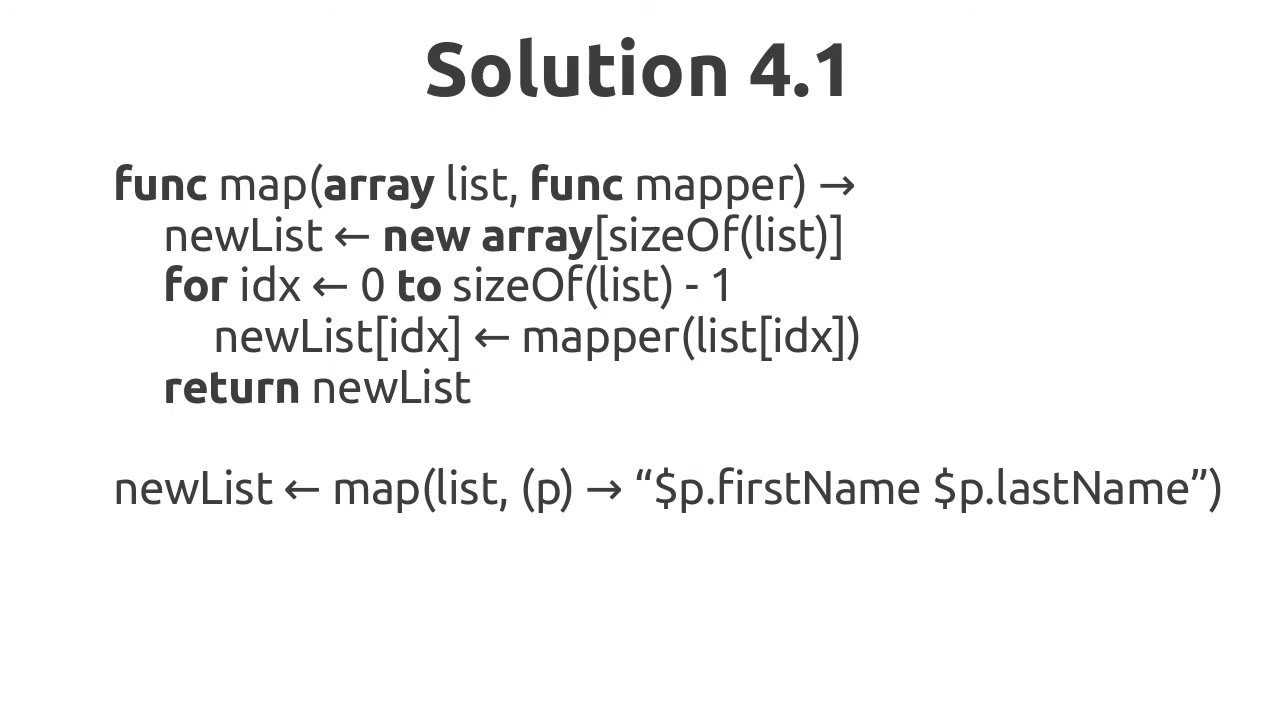 Solution 4.1
func map(array list, func mapper) →
newList ← new array[sizeOf(list)]
for idx ← 0 to sizeOf(list) - 1
newList[idx] ← mapper(list[idx])
return newList
newList ← map(list, (p) → “$p.firstName $p.lastName”)